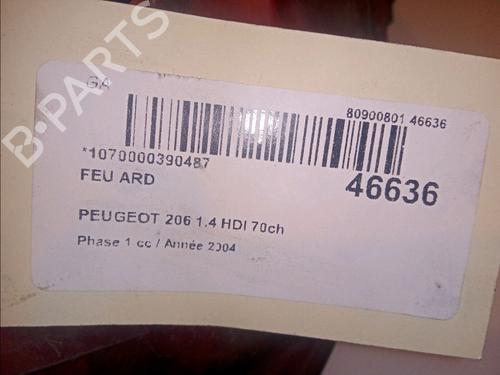 B-PARTS
GA
80900801 46636
*1070000390487
46636
FEU ARD
PEUGEOT 206 1.4 HDI 70ch
Phase 1 cc / Année 2004